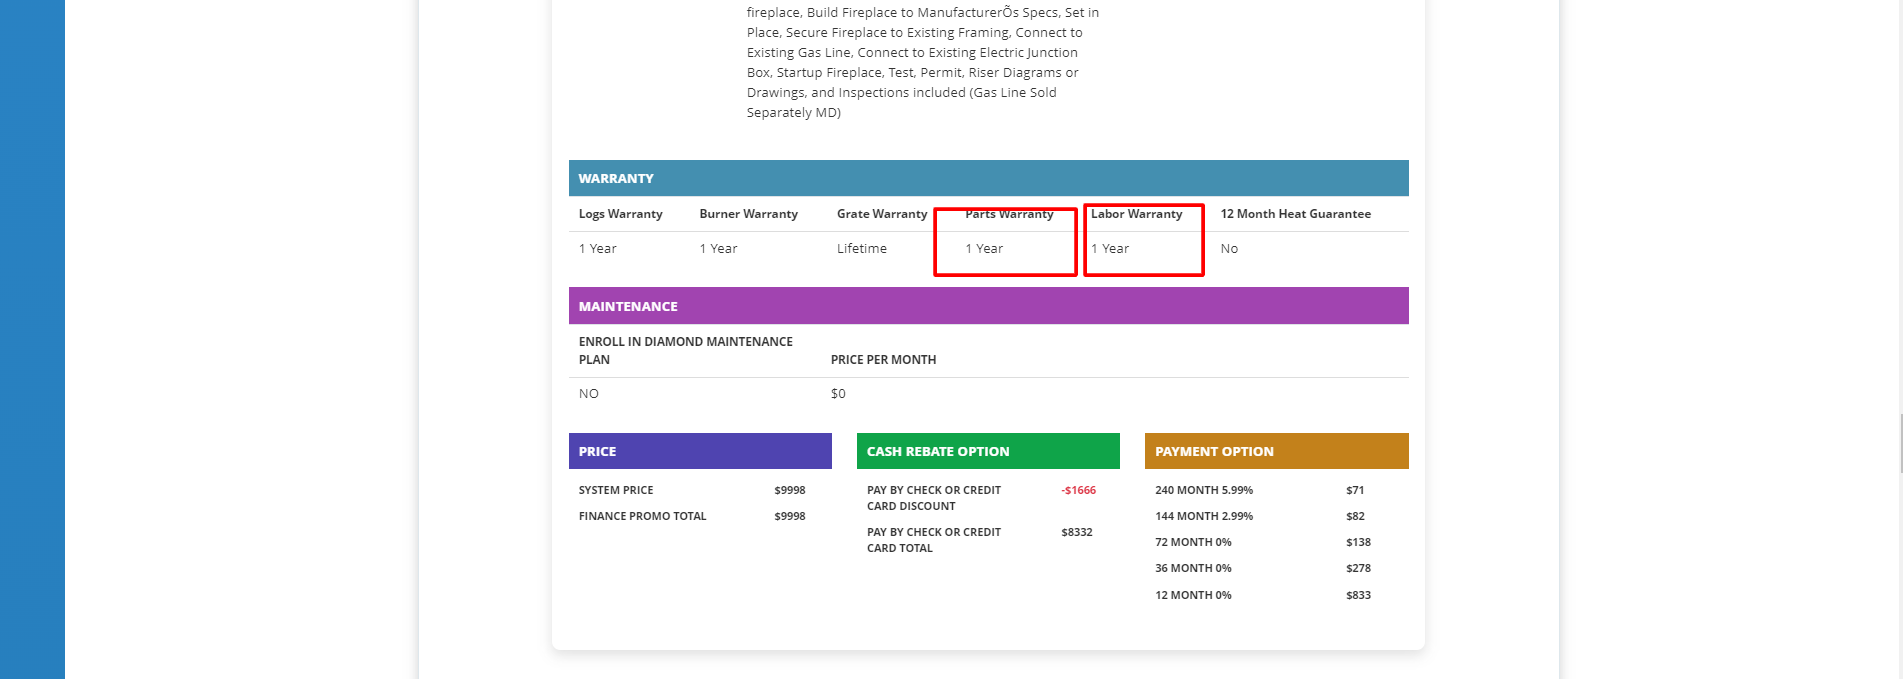 fireplace, Build Fireplace to ManufacturerÕs Specs, Set in
Place, Secure Fireplace to Existing Framing, Connect to
Existing Gas Line, Connect to Existing Electric Junction
Box, Startup Fireplace, Test, Permit, Riser Diagrams or
Drawings, and Inspections included (Gas Line Sold
Separately MD)
WARRANTY
Logs Warranty Burner Warranty Grate Warranty Parts Warranty Labor Warranty 12 Month Heat Guarantee
1 Year 1 Year Lifetime 1 Year 1 Year No
MAINTENANCE
ENROLL IN DIAMOND MAINTENANCE
PLAN PRICE PER MONTH
NO $0
PRICE
SYSTEM PRICE $9998
FINANCE PROMO TOTAL $9998
CASH REBATE OPTION
PAY BY CHECK OR CREDIT -$1666
CARD DISCOUNT
PAY BY CHECK OR CREDIT $8332
CARD TOTAL
PAYMENT OPTION
240 MONTH 5.99% $71
144 MONTH 2.99% $82
72 MONTH 0% $138
36 MONTH 0% $278
12 MONTH 0% $833